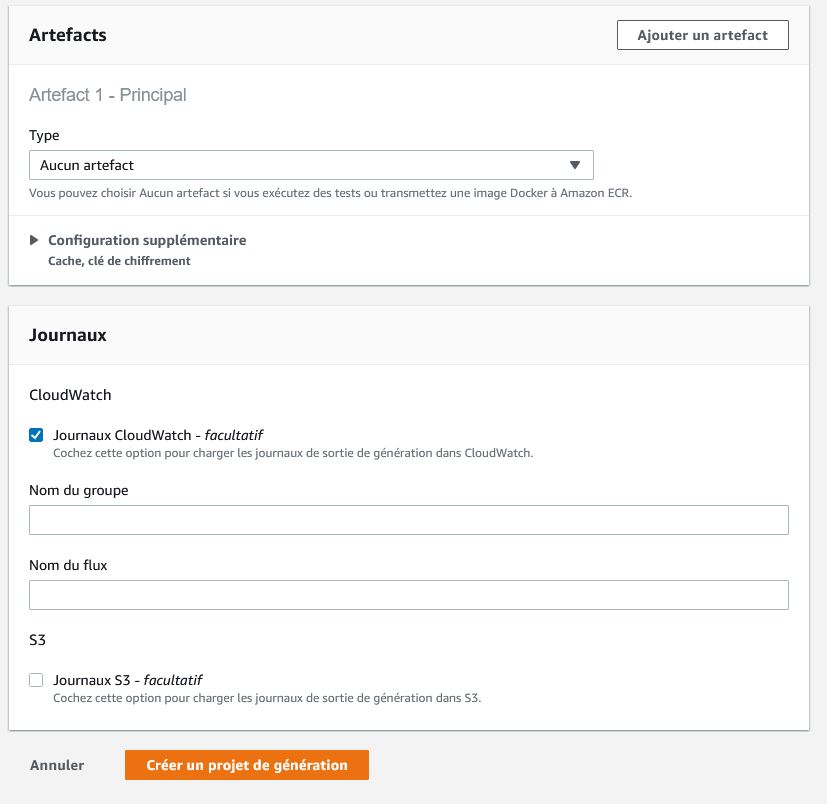 Artefacts
Ajouter un artefact
Artefact 1 - Principal
Type
Aucun artefact
Vous pouvez choisir Aucun artefact si vous exécutez des tests ou transmettez une image Docker à Amazon ECR.
Configuration supplémentaire
Cache, clé de chiffrement
Journaux
CloudWatch
Journaux CloudWatch - facultatif
Cochez cette option pour charger les journaux de sortie de génération dans CloudWatch.
Nom du groupe
Nom du flux
S3
Journaux S3 - facultatif
Cochez cette option pour charger les journaux de sortie de génération dans S3.
Annuler
Créer un projet de génération